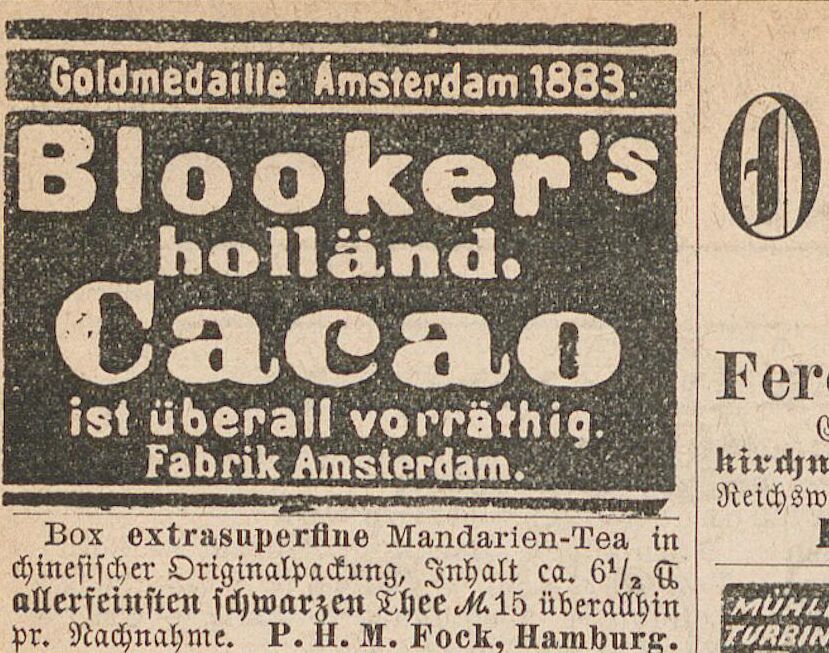 Goldmedaille Amsterdam 1883.
Blooker's
holländ.
Cacao
ist überall vorräthig.
Fabrik Amsterdam.
Box extrasuperfine Mandarien-Tea in
chinesischer Originalpackung, Inhalt ca. 6½ ℔
allerfeinsten schwarzen Thee M. 15 überallhin
pr. Nachnahme. P. H. M. Fock, Hamburg.
Fer
kirchn
Reichsw
MÜHL
TURBIN